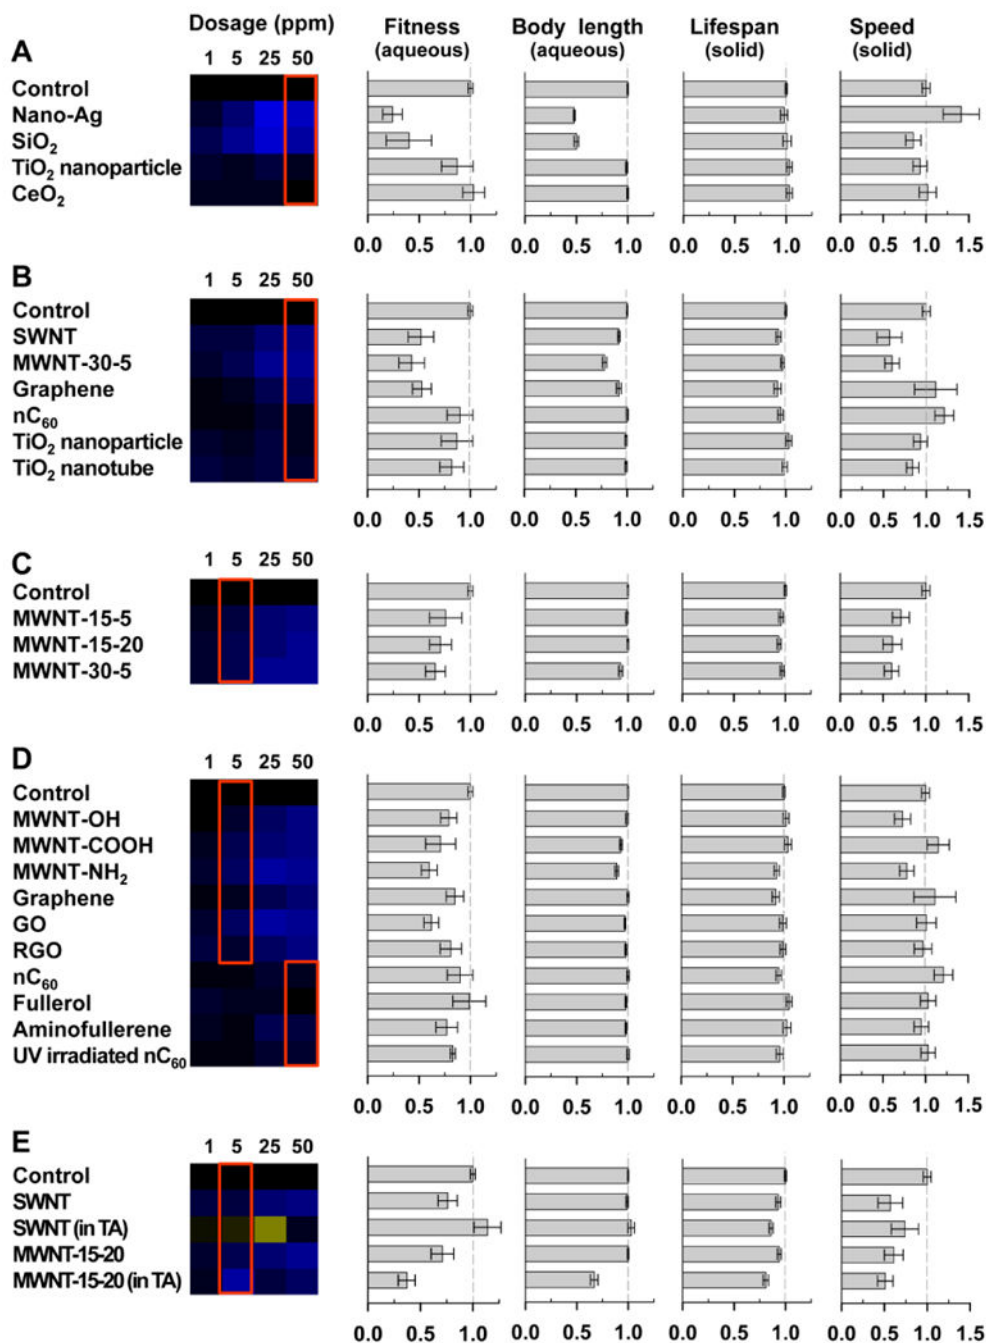 Dosage (ppm) Fitness Body length Lifespan Speed
A 1 5 25 50 (aqueous) (aqueous) (solid) (solid)
Control
Nano-Ag
SiO₂
TiO₂ nanoparticle
CeO₂
0.0 0.5 1.0 0.0 0.5 1.0 0.0 0.5 1.0 0.0 0.5 1.0 1.5
B
1 5 25 50
Control
SWNT
MWNT-30-5
Graphene
nC₆₀
TiO₂ nanoparticle
TiO₂ nanotube
0.0 0.5 1.0 0.0 0.5 1.0 0.0 0.5 1.0 0.0 0.5 1.0 1.5
C
1 5 25 50
Control
MWNT-15-5
MWNT-15-20
MWNT-30-5
0.0 0.5 1.0 0.0 0.5 1.0 0.0 0.5 1.0 0.0 0.5 1.0 1.5
D
1 5 25 50
Control
MWNT-OH
MWNT-COOH
MWNT-NH₂
Graphene
GO
RGO
nC₆₀
Fullerol
Aminofullerene
UV irradiated nC₆₀
0.0 0.5 1.0 0.0 0.5 1.0 0.0 0.5 1.0 0.0 0.5 1.0 1.5
E
1 5 25 50
Control
SWNT
SWNT (in TA)
MWNT-15-20
MWNT-15-20 (in TA)
0.0 0.5 1.0 0.0 0.5 1.0 0.0 0.5 1.0 0.0 0.5 1.0 1.5